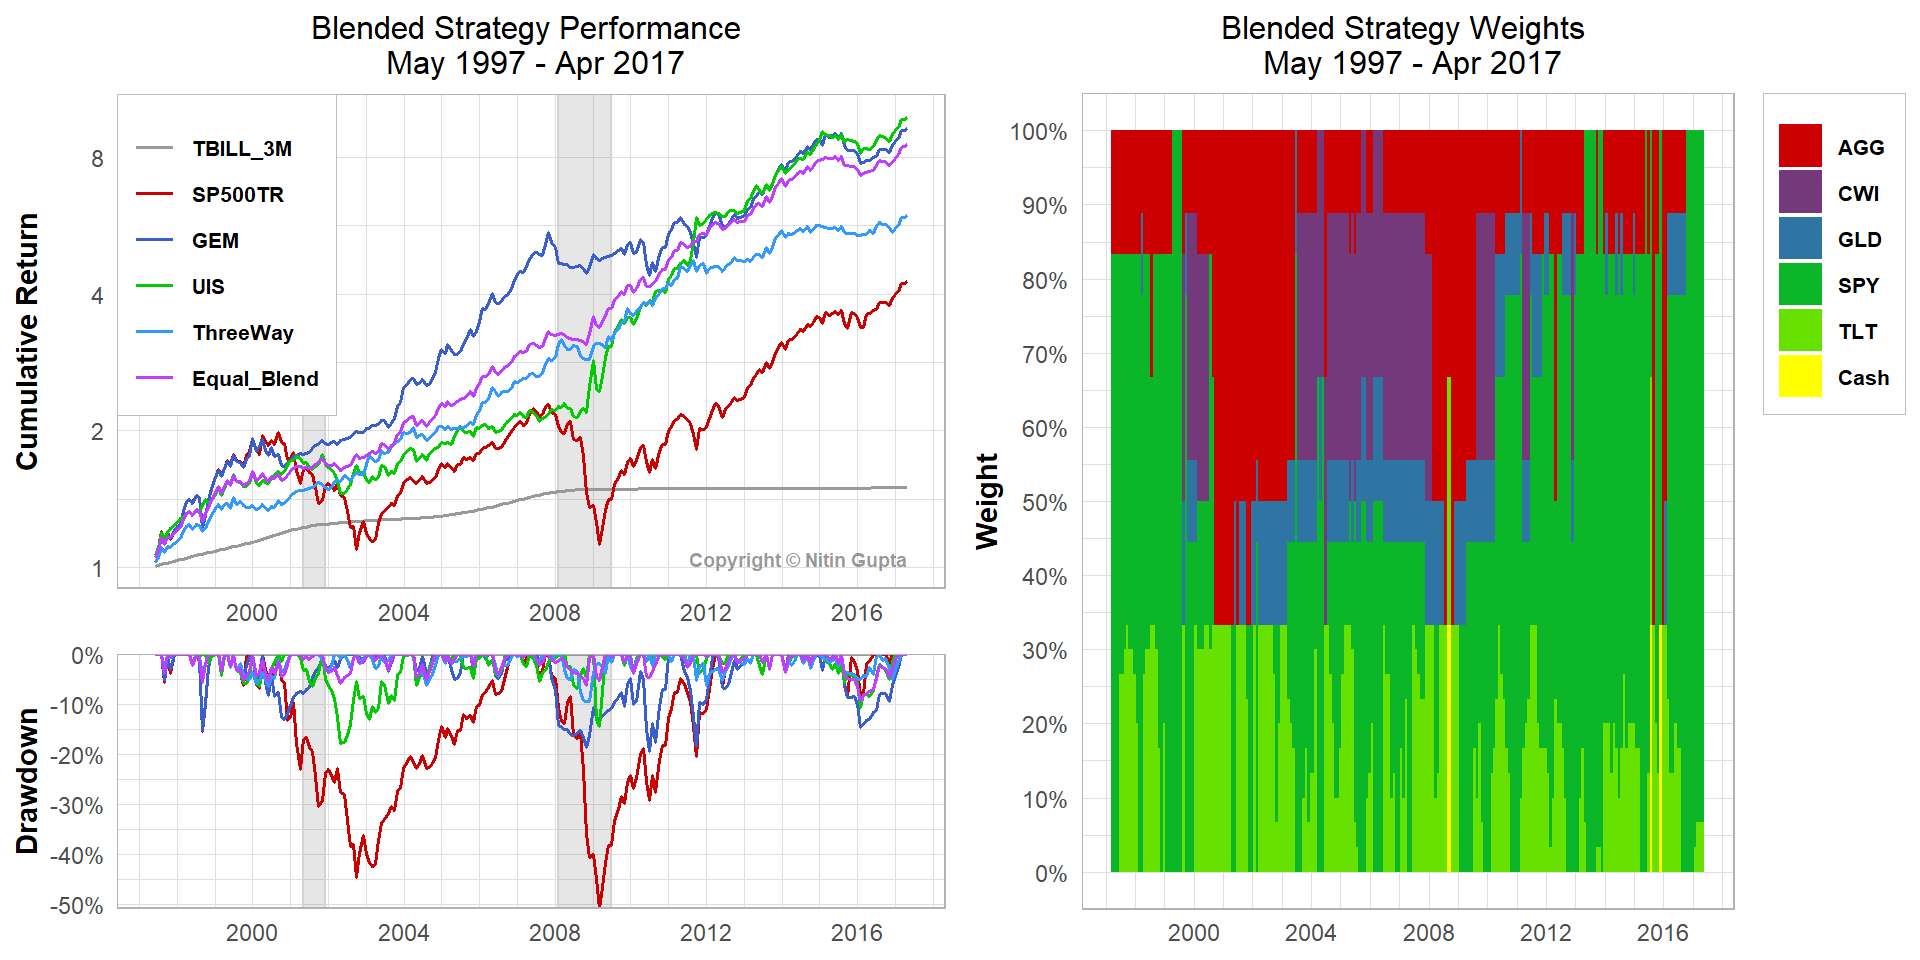 Blended Strategy Performance
May 1997 - Apr 2017
Cumulative Return
8
4
2
1
TBILL_3M
SP500TR
GEM
UIS
ThreeWay
Equal_Blend
Copyright © Nitin Gupta
2000
2004
2008
2012
2016
Drawdown
0%
-10%
-20%
-30%
-40%
-50%
2000
2004
2008
2012
2016
Blended Strategy Weights
May 1997 - Apr 2017
Weight
100%
90%
80%
70%
60%
50%
40%
30%
20%
10%
0%
2000
2004
2008
2012
2016
AGG
CWI
GLD
SPY
TLT
Cash